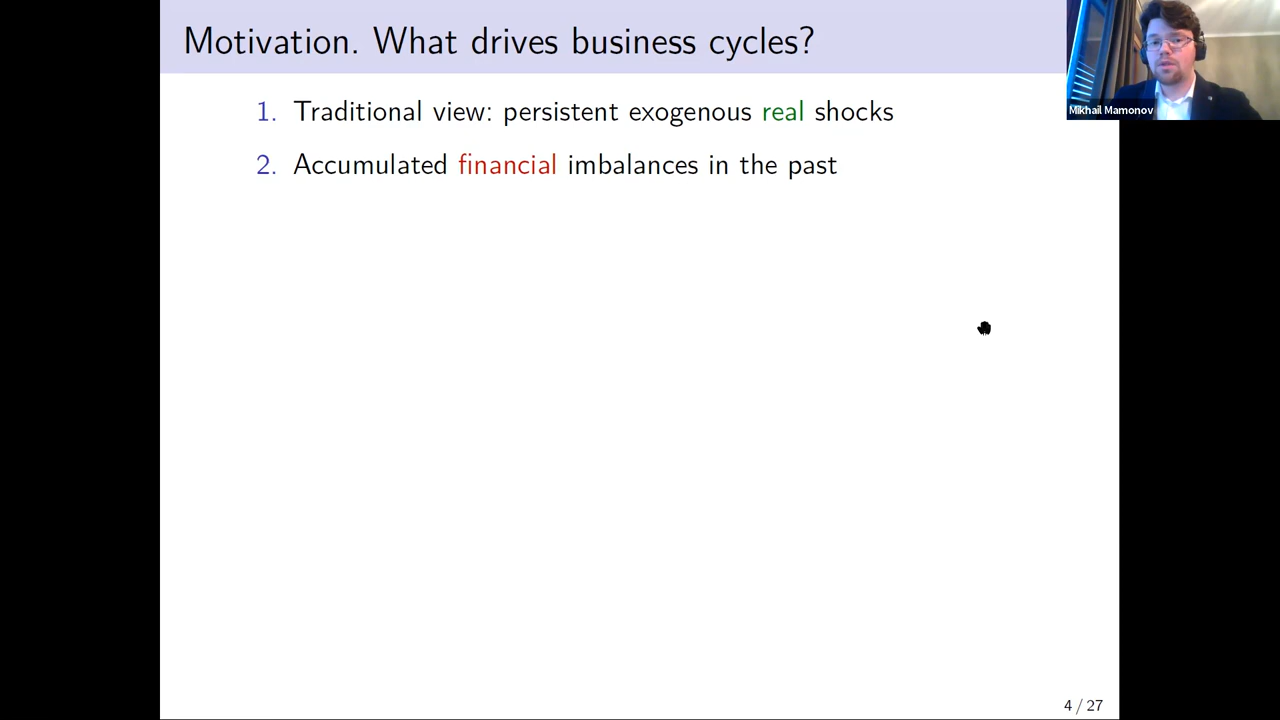 Motivation. What drives business cycles?
Mikhail Mamonov
1. Traditional view: persistent exogenous real shocks
2. Accumulated financial imbalances in the past
4 / 27